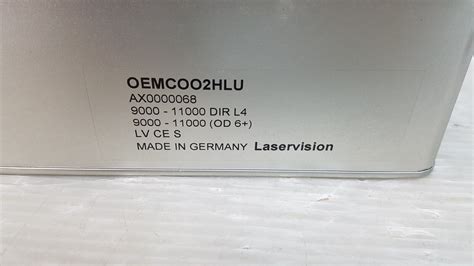 OEMCOO2HLU
AX0000068
9000 - 11000 DIR L4
9000 - 11000 (OD 6+)
LV CE S
MADE IN GERMANY Laservision